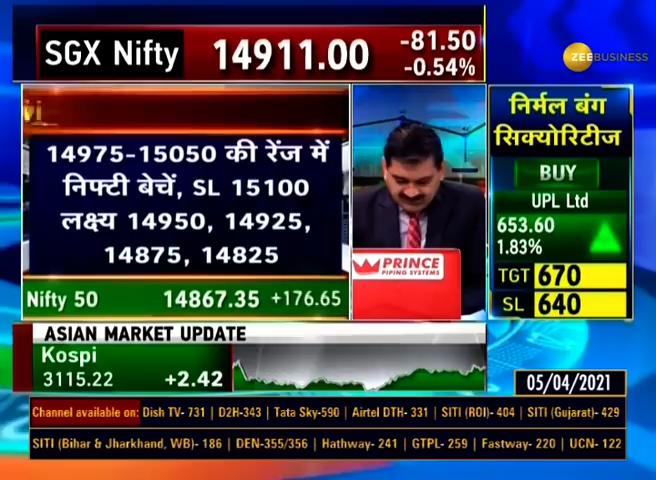 SGX Nifty 14911.00 -81.50
-0.54%
ZEEBUSINESS
14975-15050 की रेंज में
निफ्टी बेचें, SL 15100
लक्ष्य 14950, 14925,
14875, 14825
Nifty 50 14867.35 +176.65
PRINCE
PIPING SYSTEMS
निर्मल बंग
सिक्योरिटीज
BUY
UPL Ltd
653.60
1.83%
TGT 670
SL 640
ASIAN MARKET UPDATE
Kospi
3115.22 +2.42
05/04/2021
Channel available on: Dish TV- 731 | D2H-343 | Tata Sky-590 | Airtel DTH- 331 | SITI (ROI)- 404 | SITI (Gujarat)- 429
SITI (Bihar & Jharkhand, WB)- 186 | DEN-355/356 | Hathway- 241 | GTPL- 259 | Fastway- 220 | UCN- 122